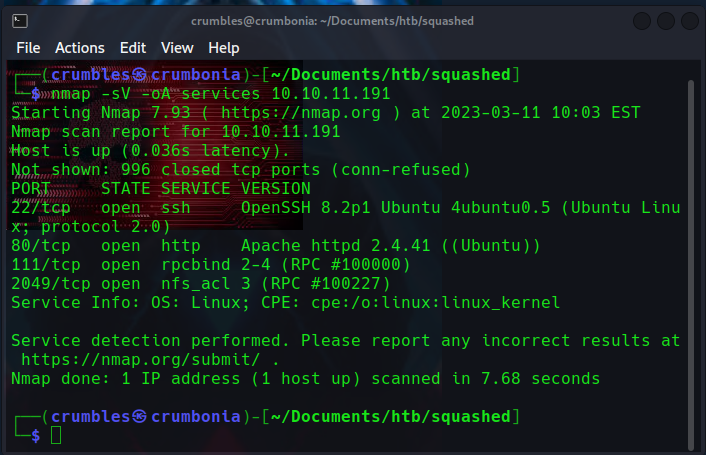 crumbles@crumbonia: ~/Documents/htb/squashed
File Actions Edit View Help
┌──(crumbles㉿crumbonia)-[~/Documents/htb/squashed]
└─$ nmap -sV -oA services 10.10.11.191
Starting Nmap 7.93 ( https://nmap.org ) at 2023-03-11 10:03 EST
Nmap scan report for 10.10.11.191
Host is up (0.036s latency).
Not shown: 996 closed tcp ports (conn-refused)
PORT     STATE SERVICE VERSION
22/tcp   open  ssh     OpenSSH 8.2p1 Ubuntu 4ubuntu0.5 (Ubuntu Linu
x; protocol 2.0)
80/tcp   open  http    Apache httpd 2.4.41 ((Ubuntu))
111/tcp  open  rpcbind 2-4 (RPC #100000)
2049/tcp open  nfs_acl 3 (RPC #100227)
Service Info: OS: Linux; CPE: cpe:/o:linux:linux_kernel

Service detection performed. Please report any incorrect results at
 https://nmap.org/submit/ .
Nmap done: 1 IP address (1 host up) scanned in 7.68 seconds

┌──(crumbles㉿crumbonia)-[~/Documents/htb/squashed]
└─$